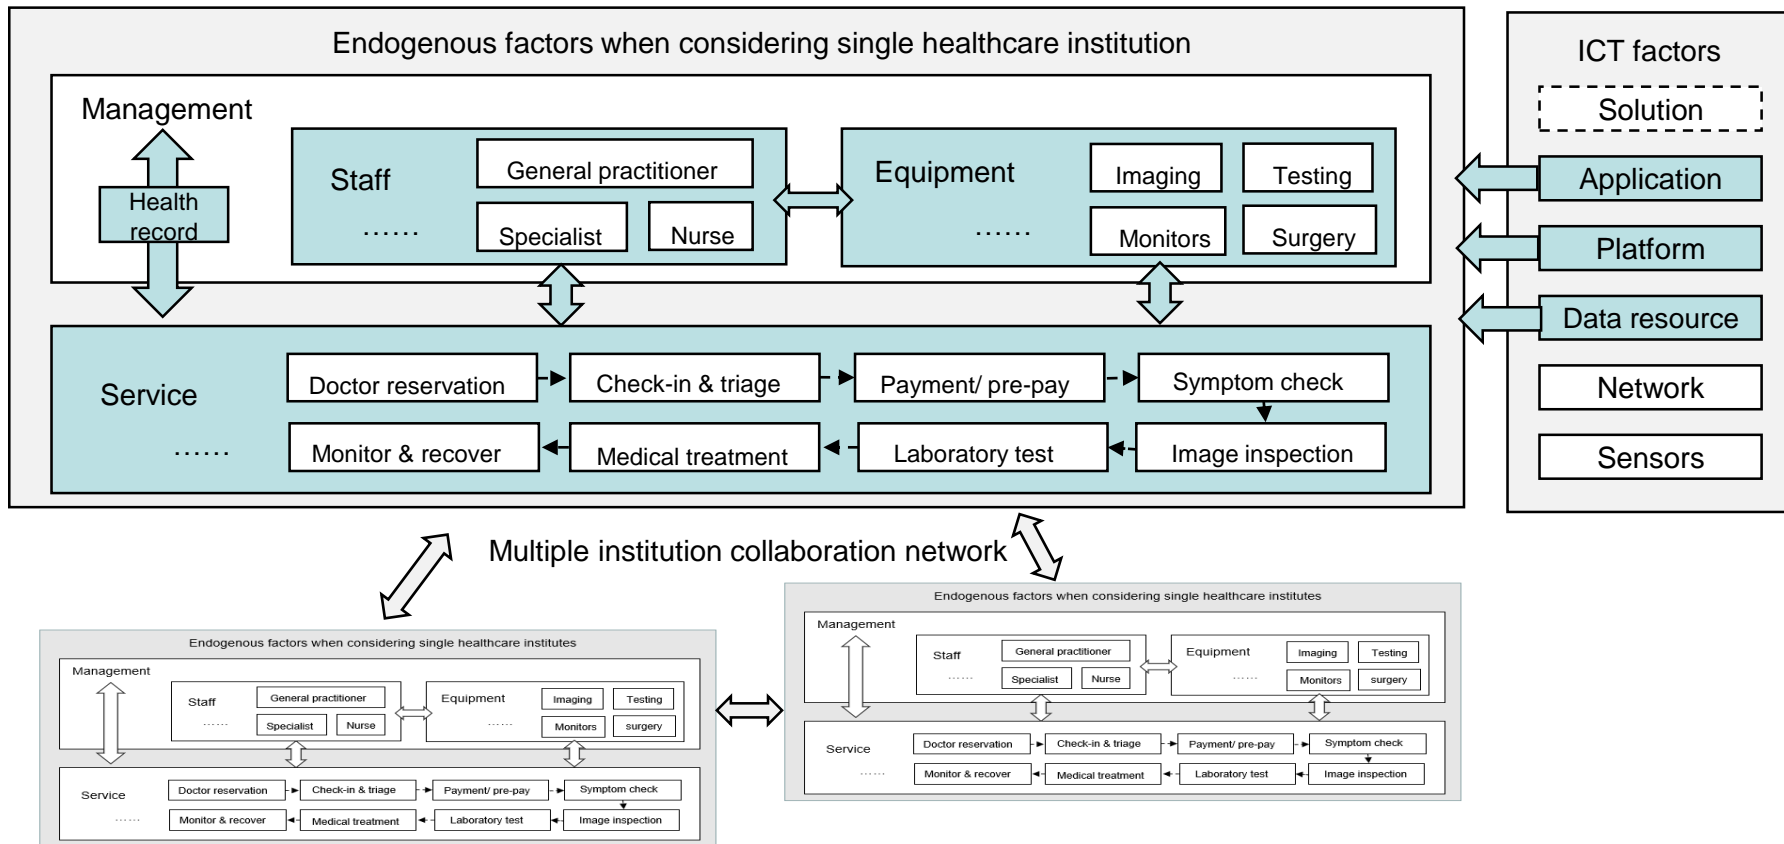 Endogenous factors when considering single healthcare institution
Management
Health
record
Staff
General practitioner
……
Specialist
Nurse
Equipment
Imaging
Testing
……
Monitors
Surgery
Service
Doctor reservation
Check-in & triage
Payment/ pre-pay
Symptom check
……
Monitor & recover
Medical treatment
Laboratory test
Image inspection
ICT factors
Solution
Application
Platform
Data resource
Network
Sensors
Multiple institution collaboration network
Endogenous factors when considering single healthcare institutes
Management
Staff
General practitioner
……
Specialist
Nurse
Equipment
Imaging
Testing
……
Monitors
surgery
Service
Doctor reservation
Check-in & triage
Payment/ pre-pay
Symptom check
……
Monitor & recover
Medical treatment
Laboratory test
Image inspection
Endogenous factors when considering single healthcare institutes
Management
Staff
General practitioner
……
Specialist
Nurse
Equipment
Imaging
Testing
……
Monitors
surgery
Service
Doctor reservation
Check-in & triage
Payment/ pre-pay
Symptom check
……
Monitor & recover
Medical treatment
Laboratory test
Image inspection